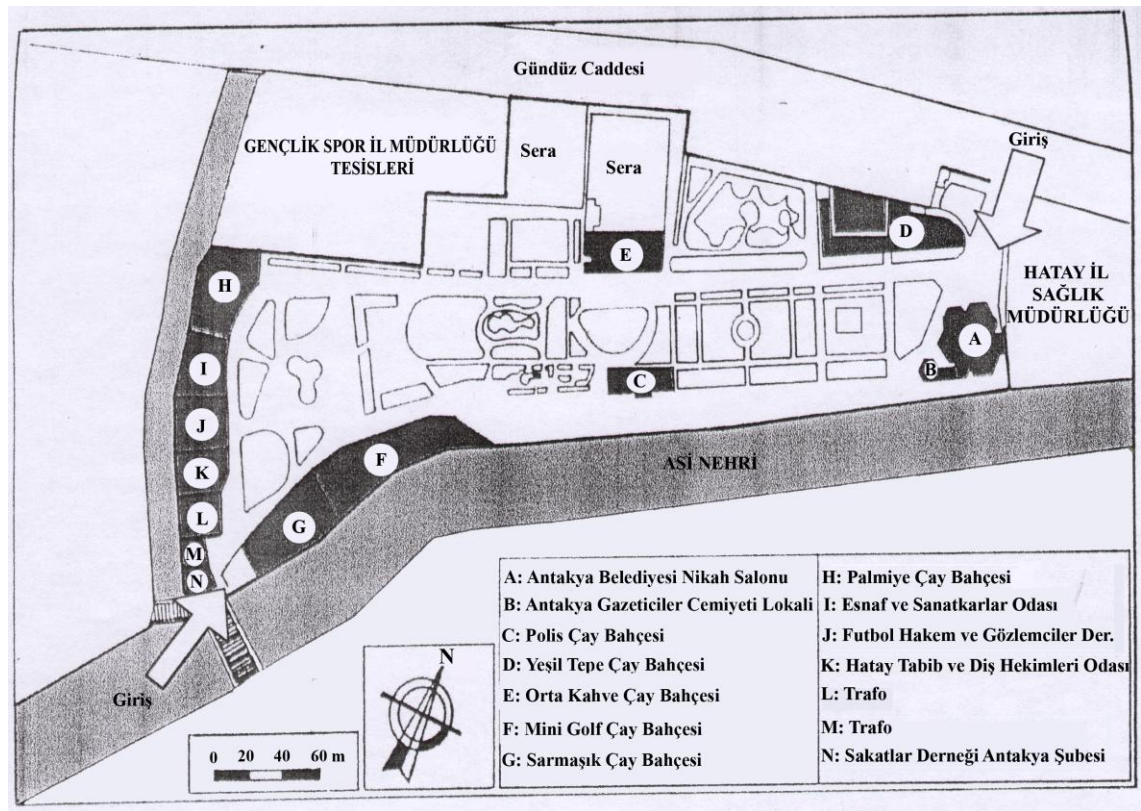 Gündüz Caddesi
Giriş
GENÇLİK SPOR İL MÜDÜRLÜĞÜ
TESİSLERİ
Sera
Sera
D
E
H
HATAY İL
SAĞLIK
MÜDÜRLÜĞÜ
A
I
B
C
J
F
ASİ NEHRİ
K
L
G
M
N
Giriş
N
0 20 40 60 m
A: Antakya Belediyesi Nikah Salonu
B: Antakya Gazeticiler Cemiyeti Lokali
C: Polis Çay Bahçesi
D: Yeşil Tepe Çay Bahçesi
E: Orta Kahve Çay Bahçesi
F: Mini Golf Çay Bahçesi
G: Sarmaşık Çay Bahçesi
H: Palmiye Çay Bahçesi
I: Esnaf ve Sanatkarlar Odası
J: Futbol Hakem ve Gözlemciler Der.
K: Hatay Tabib ve Diş Hekimleri Odası
L: Trafo
M: Trafo
N: Sakatlar Derneği Antakya Şubesi